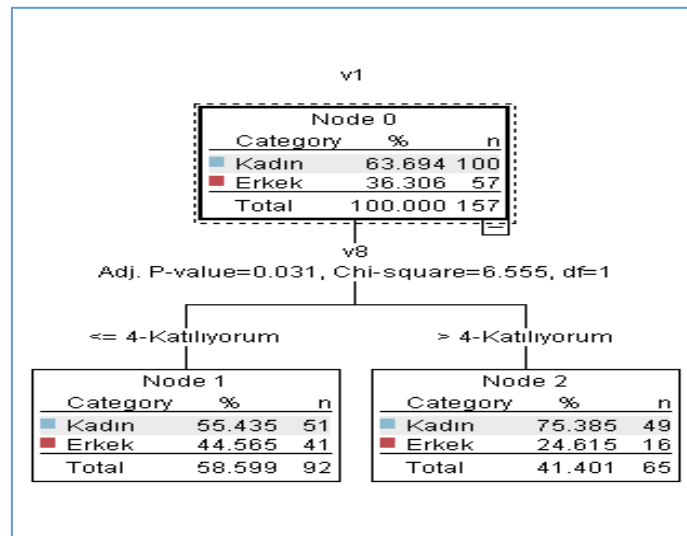 v1
Node 0
Category % n
Kadın 63.694 100
Erkek 36.306 57
Total 100.000 157
v8
Adj. P-value=0.031, Chi-square=6.555, df=1
<= 4-Katılıyorum
> 4-Katılıyorum
Node 1
Category % n
Kadın 55.435 51
Erkek 44.565 41
Total 58.599 92
Node 2
Category % n
Kadın 75.385 49
Erkek 24.615 16
Total 41.401 65